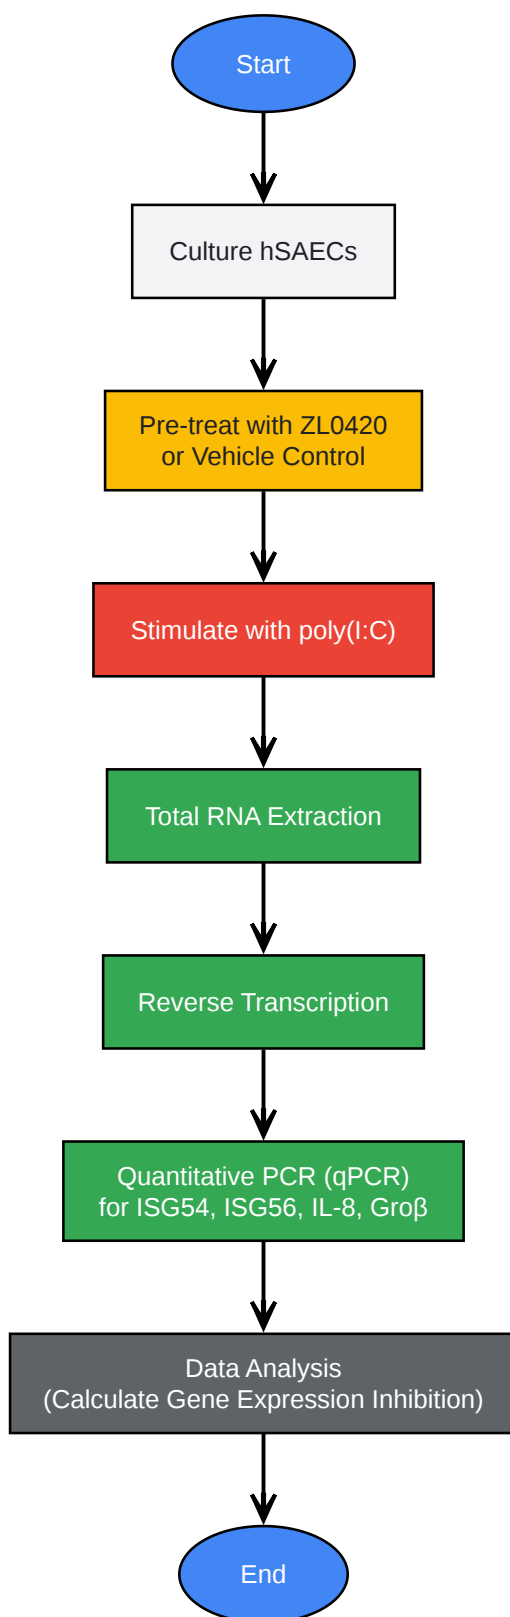 Start
Culture hSAECs
Pre-treat with ZL0420
or Vehicle Control
Stimulate with poly(I:C)
Total RNA Extraction
Reverse Transcription
Quantitative PCR (qPCR)
for ISG54, ISG56, IL-8, Groβ
Data Analysis
(Calculate Gene Expression Inhibition)
End